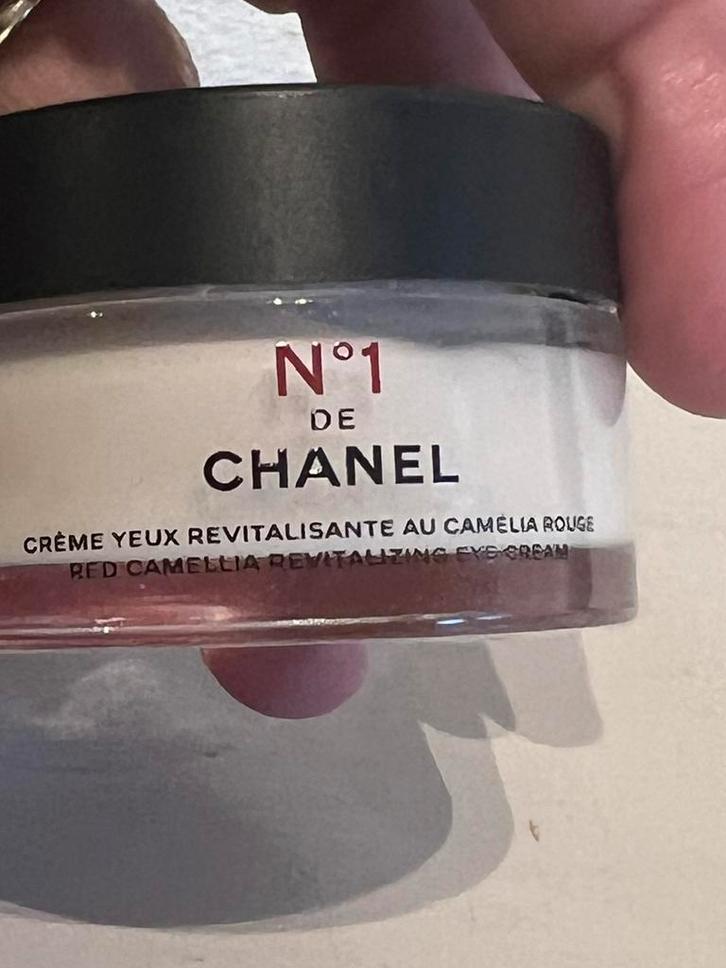 N°1
DE
CHANEL
CRÈME YEUX REVITALISANTE AU CAMÉLIA ROUGE
RED CAMELLIA REVITALIZING EYE CREAM